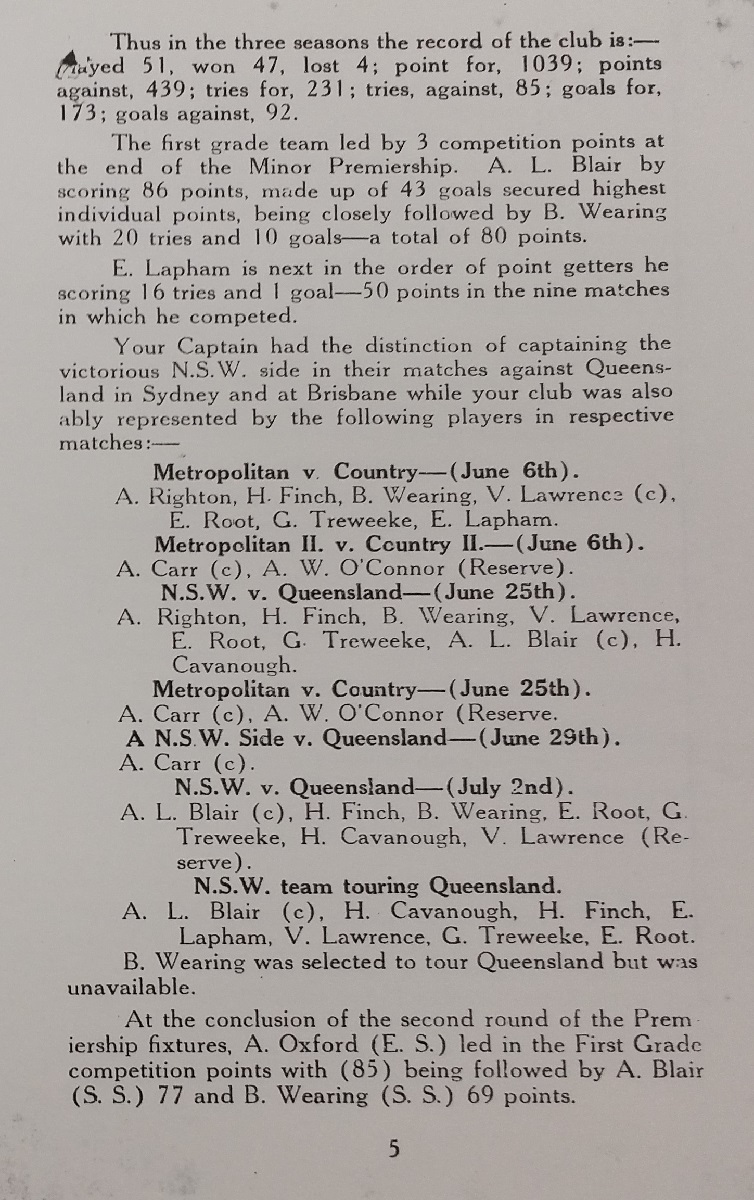 Thus in the three seasons the record of the club is:—
Played 51, won 47, lost 4; point for, 1039; points
against, 439; tries for, 231; tries, against, 85; goals for,
173; goals against, 92.
The first grade team led by 3 competition points at
the end of the Minor Premiership. A. L. Blair by
scoring 86 points, made up of 43 goals secured highest
individual points, being closely followed by B. Wearing
with 20 tries and 10 goals—a total of 80 points.
E. Lapham is next in the order of point getters he
scoring 16 tries and 1 goal—50 points in the nine matches
in which he competed.
Your Captain had the distinction of captaining the
victorious N.S.W. side in their matches against Queens-
land in Sydney and at Brisbane while your club was also
ably represented by the following players in respective
matches:—
Metropolitan v. Country—(June 6th).
A. Righton, H. Finch, B. Wearing, V. Lawrence (c),
E. Root, G. Treweeke, E. Lapham.
Metropolitan II. v. Country II.—(June 6th).
A. Carr (c), A. W. O'Connor (Reserve).
N.S.W. v. Queensland—(June 25th).
A. Righton, H. Finch, B. Wearing, V. Lawrence,
E. Root, G. Treweeke, A. L. Blair (c), H.
Cavanough.
Metropolitan v. Country—(June 25th).
A. Carr (c), A. W. O'Connor (Reserve.
A N.S.W. Side v. Queensland—(June 29th).
A. Carr (c).
N.S.W. v. Queensland—(July 2nd).
A. L. Blair (c), H. Finch, B. Wearing, E. Root, G.
Treweeke, H. Cavanough, V. Lawrence (Re-
serve).
N.S.W. team touring Queensland.
A. L. Blair (c), H. Cavanough, H. Finch, E.
Lapham, V. Lawrence, G. Treweeke, E. Root.
B. Wearing was selected to tour Queensland but was
unavailable.
At the conclusion of the second round of the Prem-
iership fixtures, A. Oxford (E. S.) led in the First Grade
competition points with (85) being followed by A. Blair
(S. S.) 77 and B. Wearing (S. S.) 69 points.
5